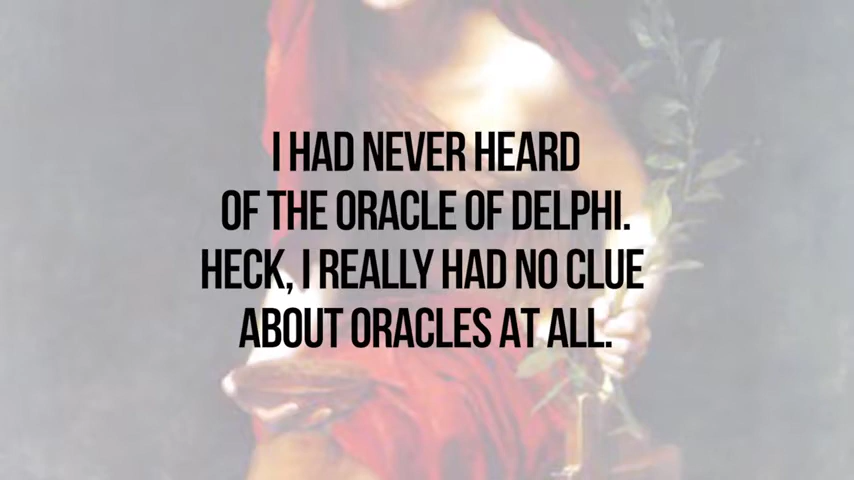 I HAD NEVER HEARD
OF THE ORACLE OF DELPHI.
HECK, I REALLY HAD NO CLUE
ABOUT ORACLES AT ALL.